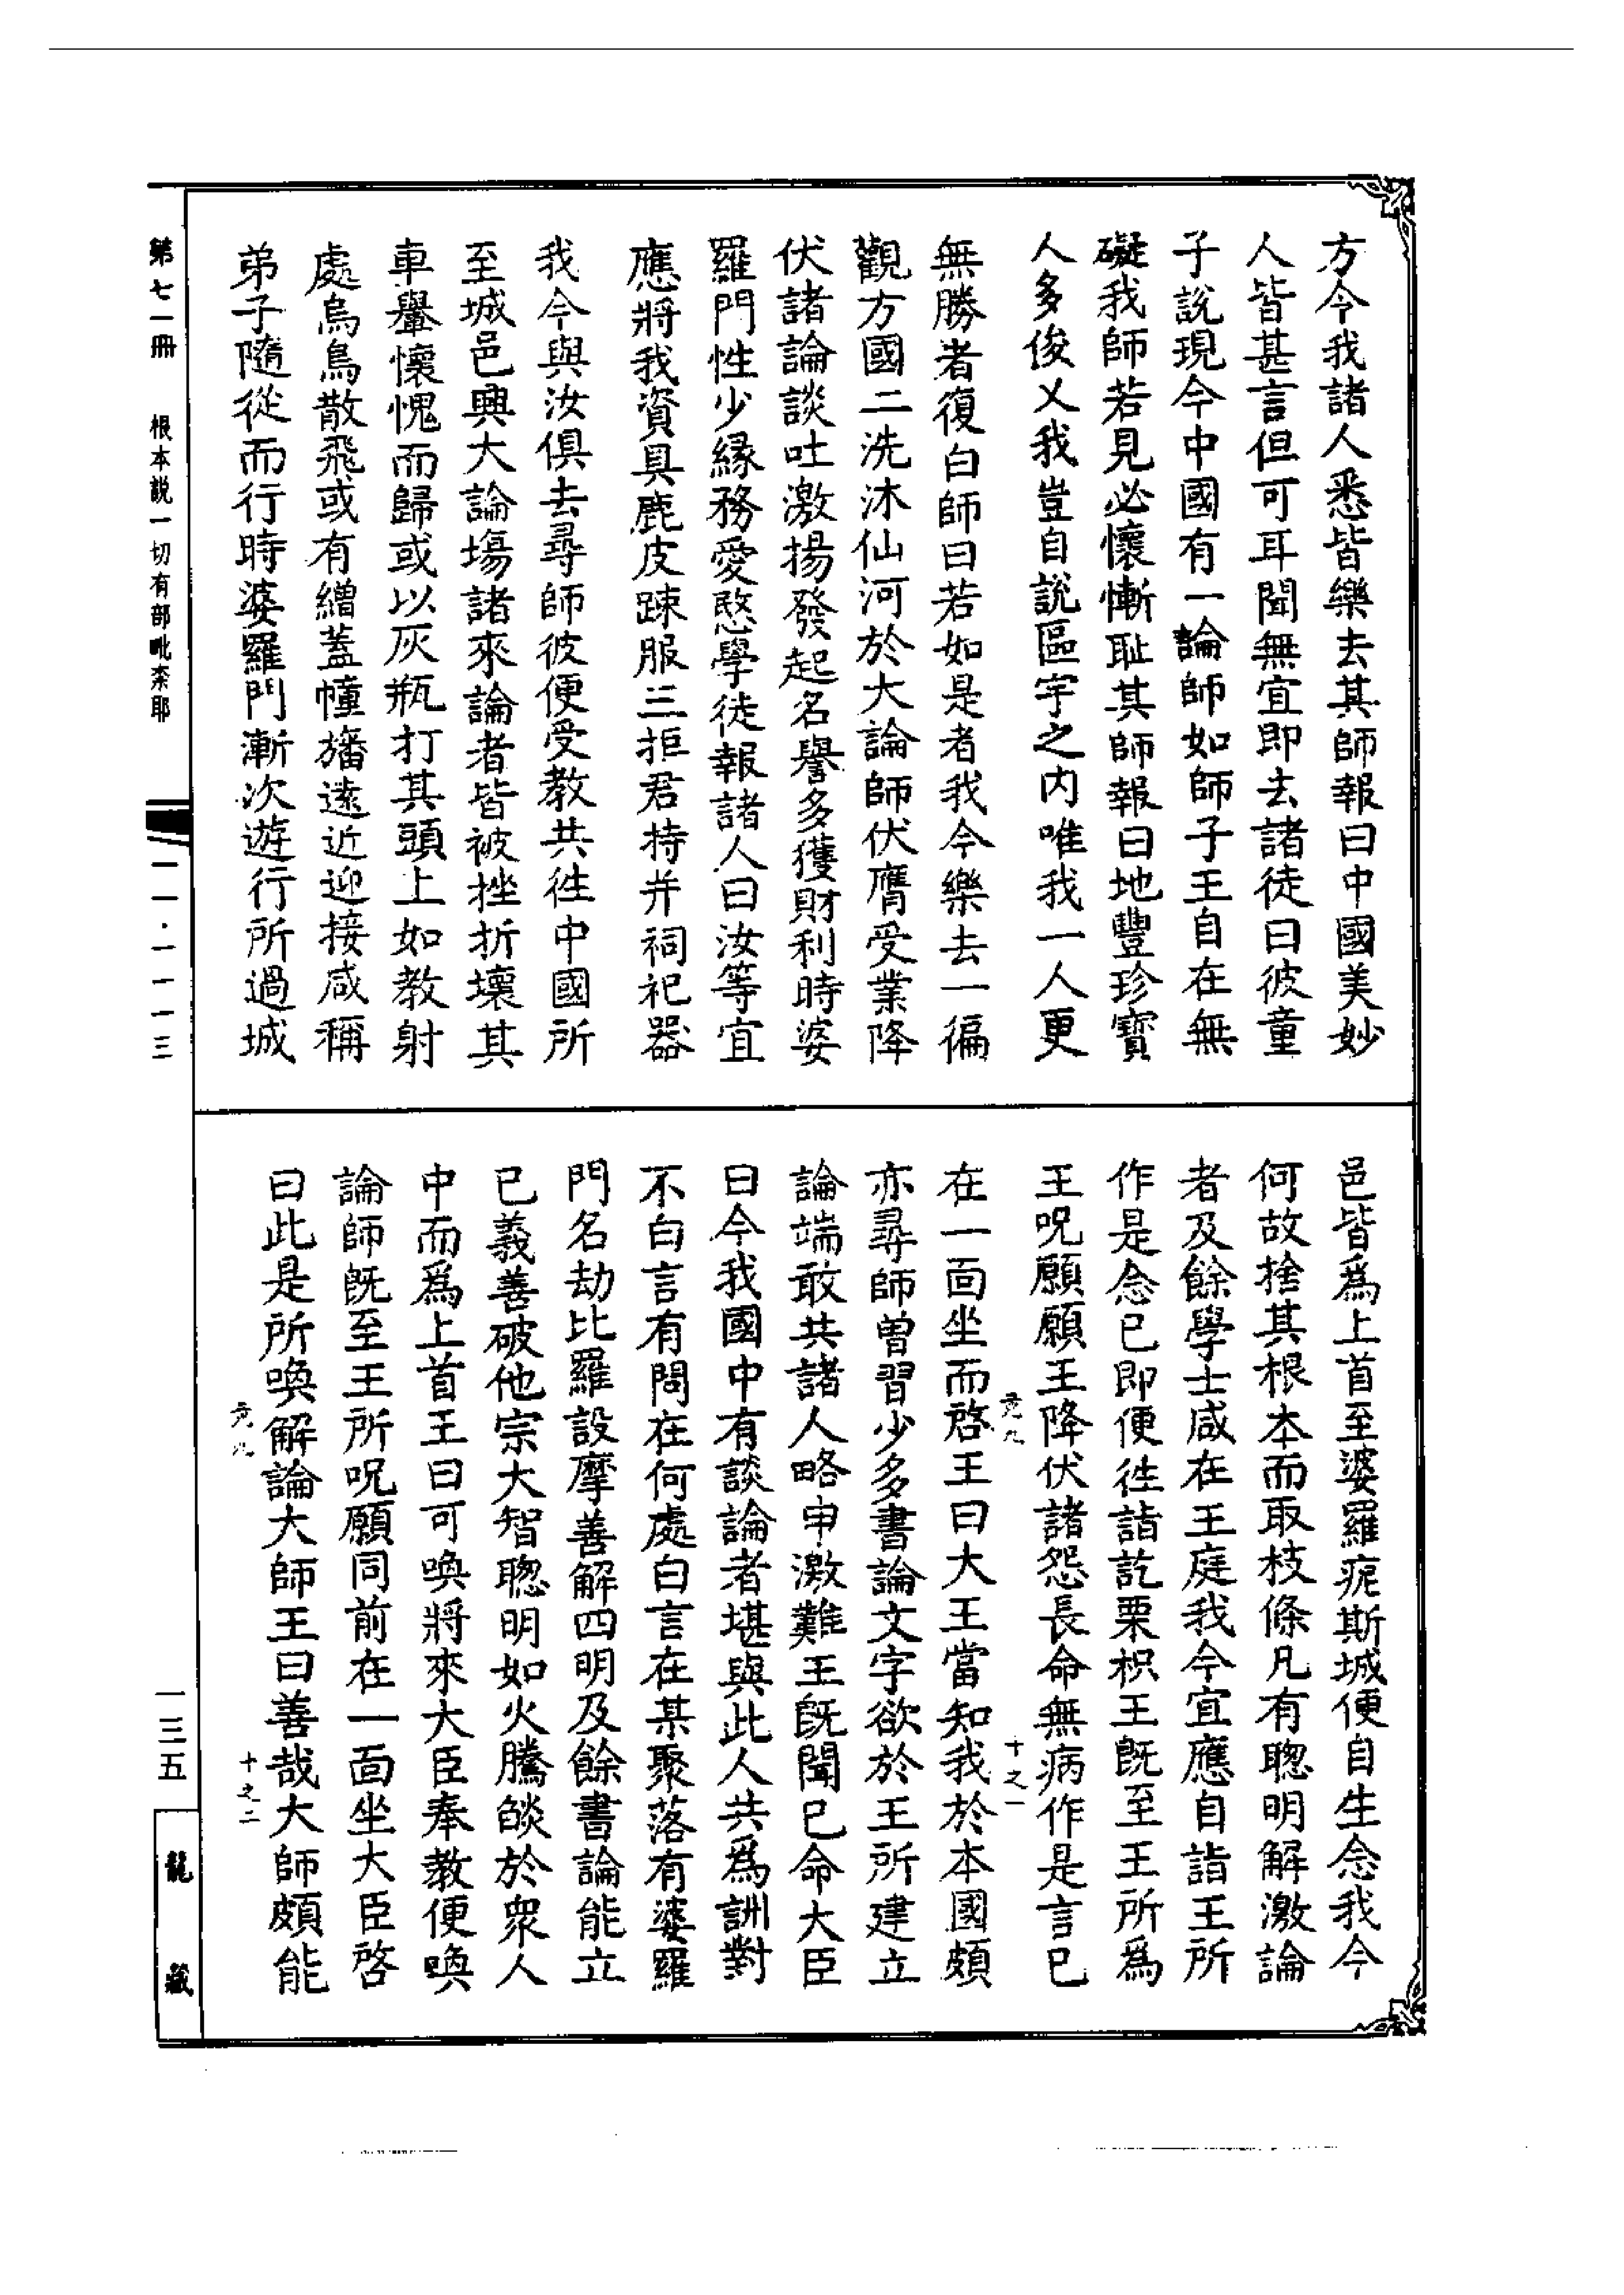 方今我諸人悉皆樂去其師報曰中國美妙
人皆甚言但可耳聞無宜即去諸徒曰彼童
子說現今中國有一論師如師子王自在無
礙我師若見必懷慚耻其師報曰地豐珍寶
人多俊乂我豈自說區宇之内唯我一人更
無勝者復白師曰若如是者我今樂去一徧
觀方國二洗沐仙河於大論師伏膺受業降
伏諸論談吐激揚發起名譽多獲財利時婆
羅門性少緣務愛愍學徒報諸人曰汝等宜
應將我資具鹿皮踈服三拒君持并祠祀器
我今與汝俱去尋師彼便受教共徃中國所
至城邑興大論場諸來論者皆被挫折壞其
車轝懷愧而歸或以灰瓶打其頭上如教射
處烏鳥散飛或有繒蓋幢旛遠近迎接咸稱
弟子隨從而行時婆羅門漸次遊行所過城
邑皆爲上首至婆羅痆斯城便自生念我今
何故捨其根本而取枝條凡有聰明解激論
者及餘學士咸在王庭我今宜應自詣王所
作是念已即便徃詣訖栗枳王既至王所爲
王呪願願王降伏諸怨長命無病作是言已
在一面坐而啓王曰大王當知我於本國頗
亦尋師曾習少多書論文字欲於王所建立
論端敢共諸人略申激難王既聞已命大臣
曰今我國中有談論者堪與此人共爲詶對
不白言有問在何處白言在某聚落有婆羅
門名劫比羅設摩善解四明及餘書論能立
已義善破他宗大智聰明如火騰燄於衆人
中而爲上首王曰可喚將來大臣奉教便喚
論師既至王所呪願同前在一面坐大臣啓
曰此是所喚解論大師王曰善哉大師頗能
十之一
十之二
第七一冊　根本説一切有部毗柰耶
一一·一一一三
一三五
龍藏